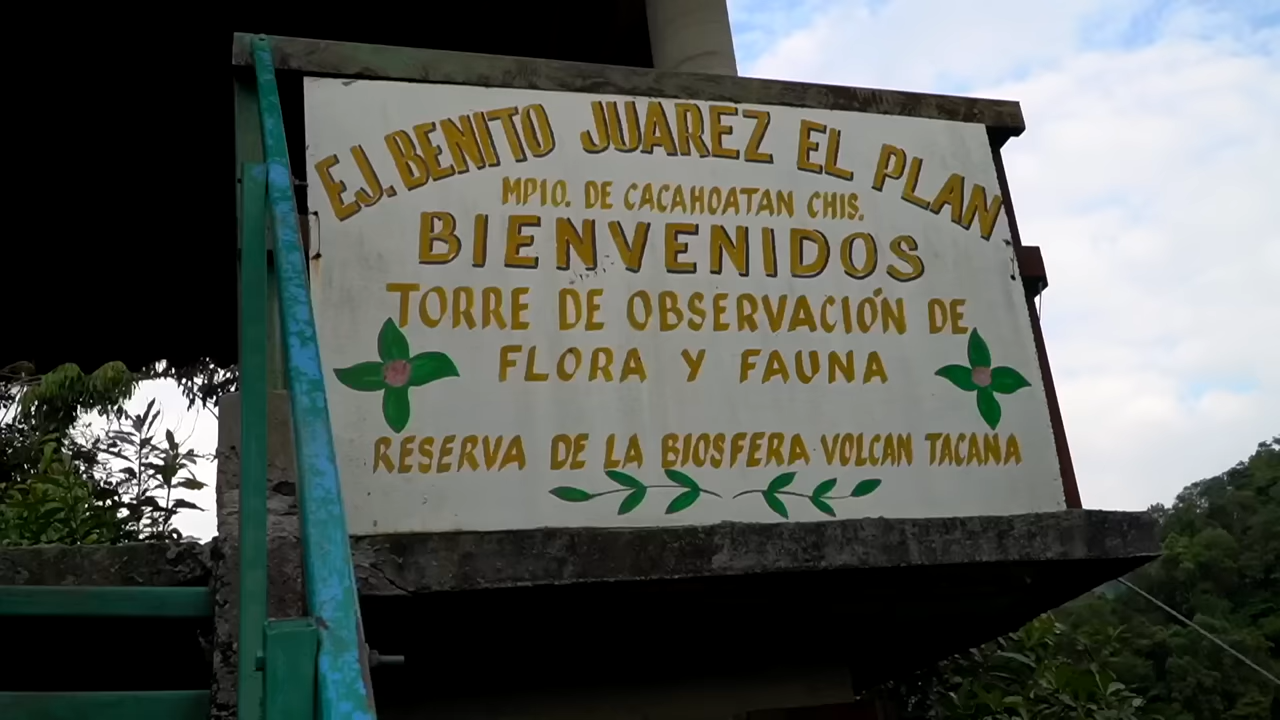 EJ. BENITO JUAREZ EL PLAN
MPIO. DE CACAHOATAN CHIS.
BIENVENIDOS
TORRE DE OBSERVACIÓN DE
FLORA Y FAUNA
RESERVA DE LA BIOSFERA VOLCAN TACANA